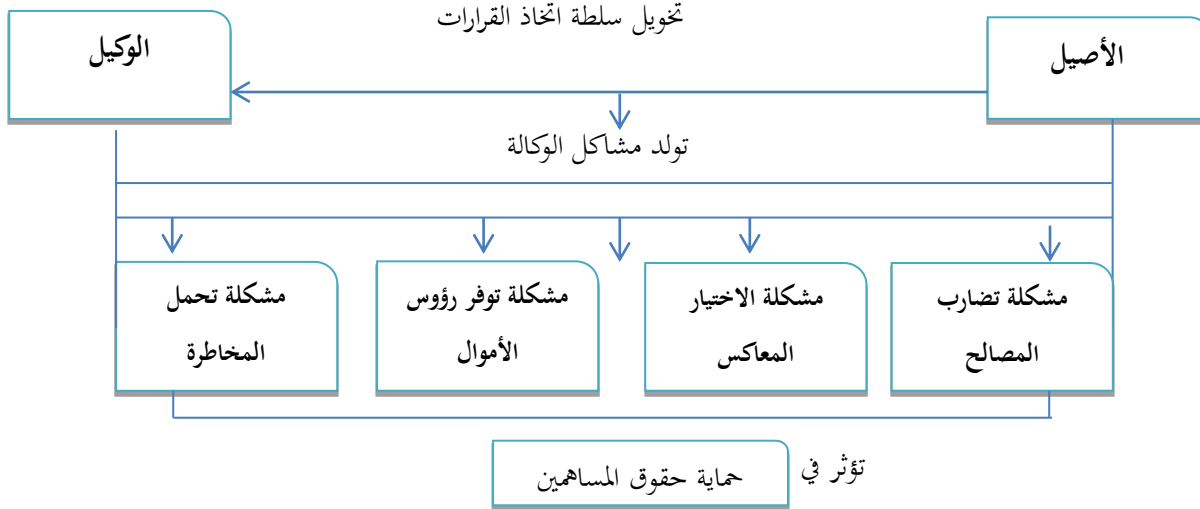 تخويل سلطة اتخاذ القرارات
الأصيل
الوكيل
تولد مشاكل الوكالة
مشكلة تضارب
المصالح
مشكلة الاختيار
المعاكس
مشكلة توفر رؤوس
الأموال
مشكلة تحمل
المخاطرة
تؤثر في
حماية حقوق المساهمين